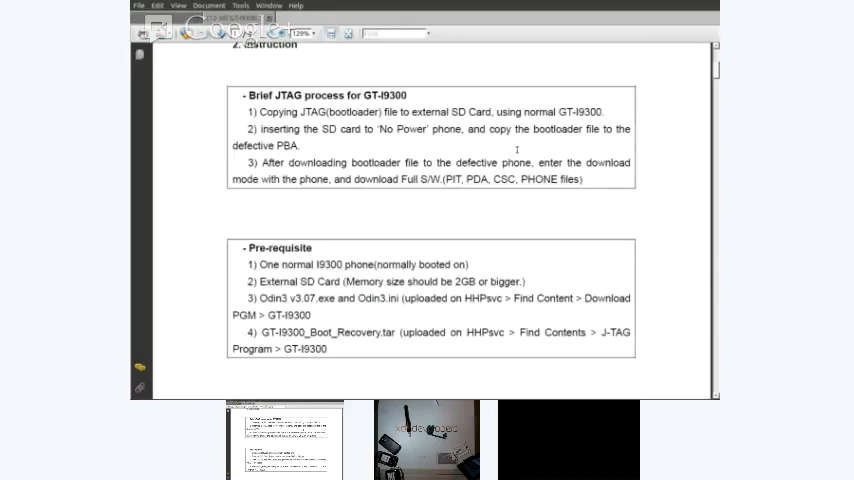 File Edit View Document Tools Window Help
Google+
129%
2. Instruction
- Brief JTAG process for GT-I9300
1) Copying JTAG(bootloader) file to external SD Card, using normal GT-I9300.
2) inserting the SD card to 'No Power' phone, and copy the bootloader file to the
defective PBA.
3) After downloading bootloader file to the defective phone, enter the download
mode with the phone, and download Full S/W.(PIT, PDA, CSC, PHONE files)
- Pre-requisite
1) One normal I9300 phone(normally booted on)
2) External SD Card (Memory size should be 2GB or bigger.)
3) Odin3 v3.07.exe and Odin3.ini (uploaded on HHPsvc > Find Content > Download
PGM > GT-I9300
4) GT-I9300_Boot_Recovery.tar (uploaded on HHPsvc > Find Contents > J-TAG
Program > GT-I9300